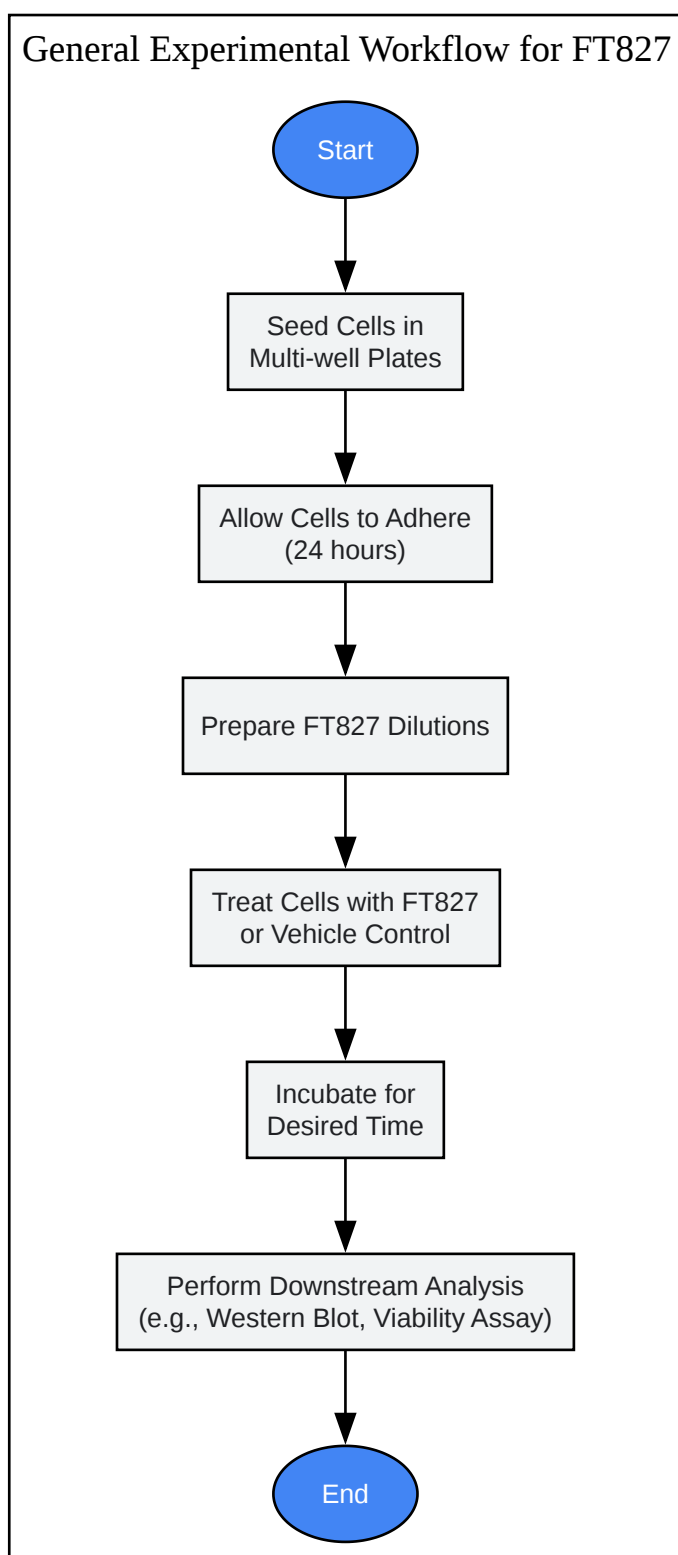 General Experimental Workflow for FT827
Start
Seed Cells in
Multi-well Plates
Allow Cells to Adhere
(24 hours)
Prepare FT827 Dilutions
Treat Cells with FT827
or Vehicle Control
Incubate for
Desired Time
Perform Downstream Analysis
(e.g., Western Blot, Viability Assay)
End